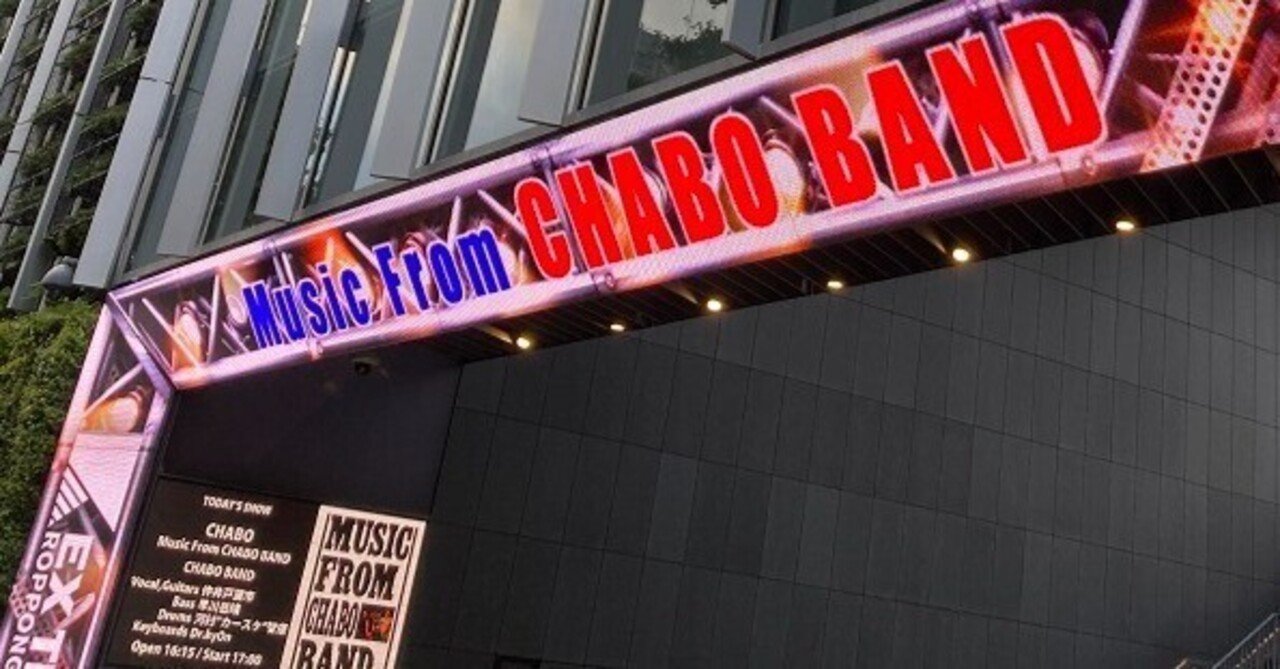 Music From CHABO BAND
TODAY'S SHOW
CHABO
Music From CHABO BAND
CHABO BAND
Vocal,Guitars 仲井戸麗市
Bass 早川岳晴
Drums 河村"カースケ"智康
Keyboards Dr.kyOn
Open 16:15 / Start 17:00
MUSIC
FROM
CHABO
BAND
EX T
ROPPONG